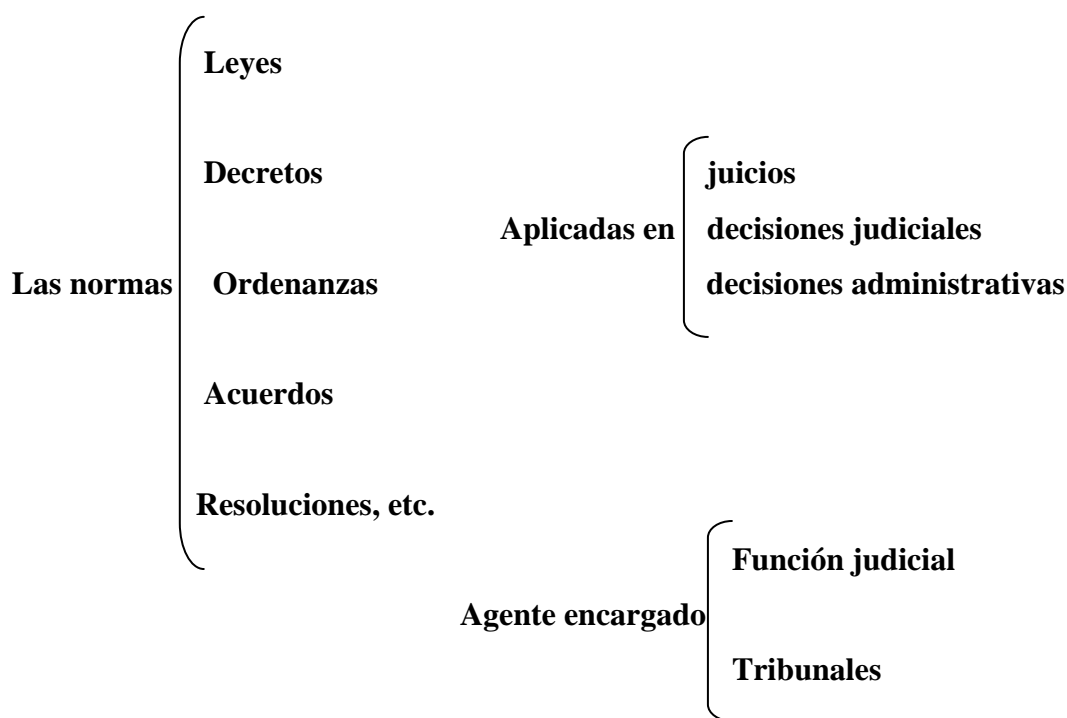 Leyes
Decretos
juicios
Aplicadas en
decisiones judiciales
Las normas
Ordenanzas
decisiones administrativas
Acuerdos
Resoluciones, etc.
Función judicial
Agente encargado
Tribunales